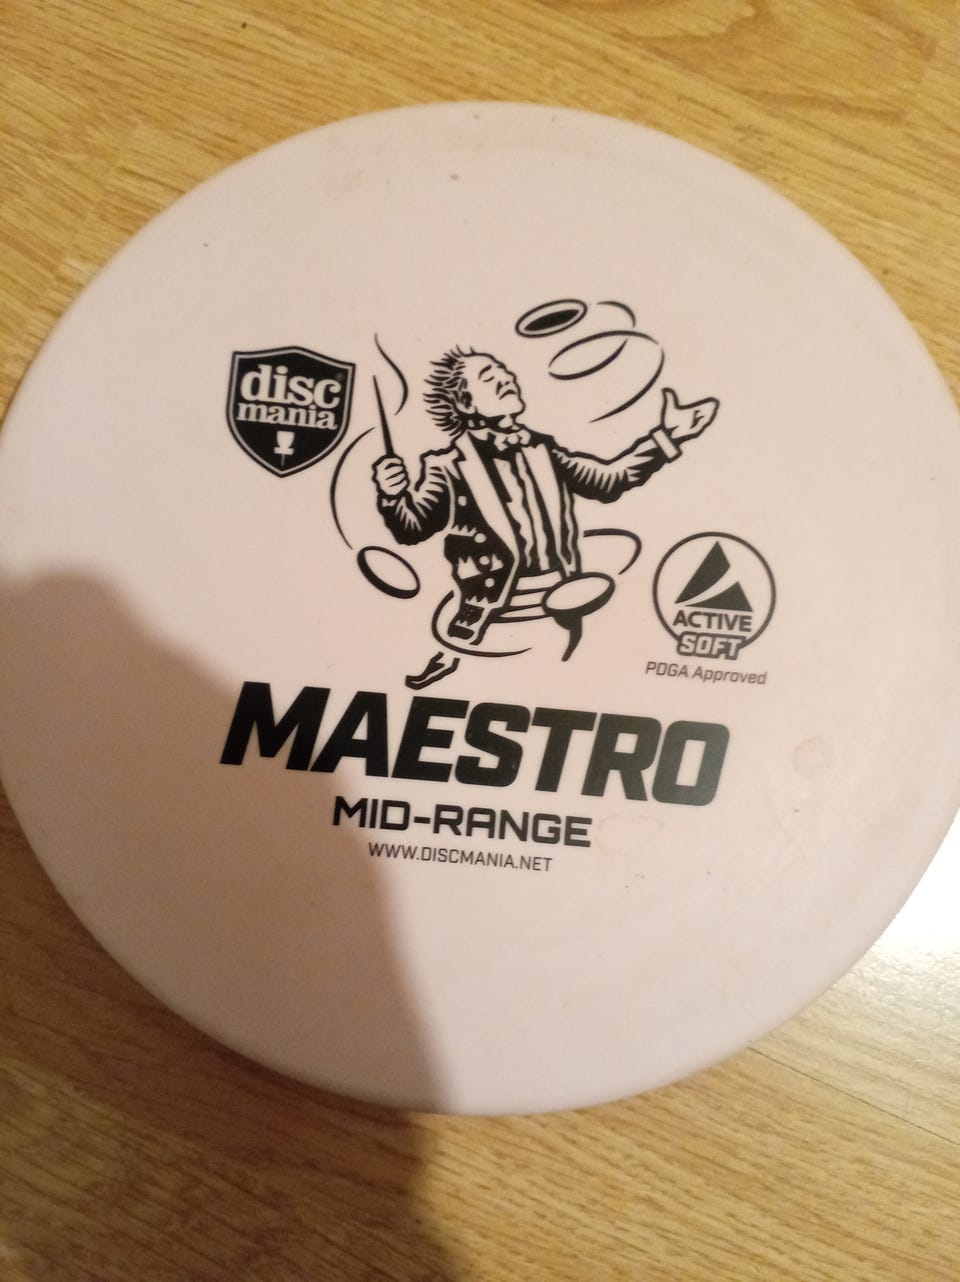 disc
mania
ACTIVE
SOFT
PDGA Approved
MAESTRO
MID-RANGE
WWW.DISCMANIA.NET